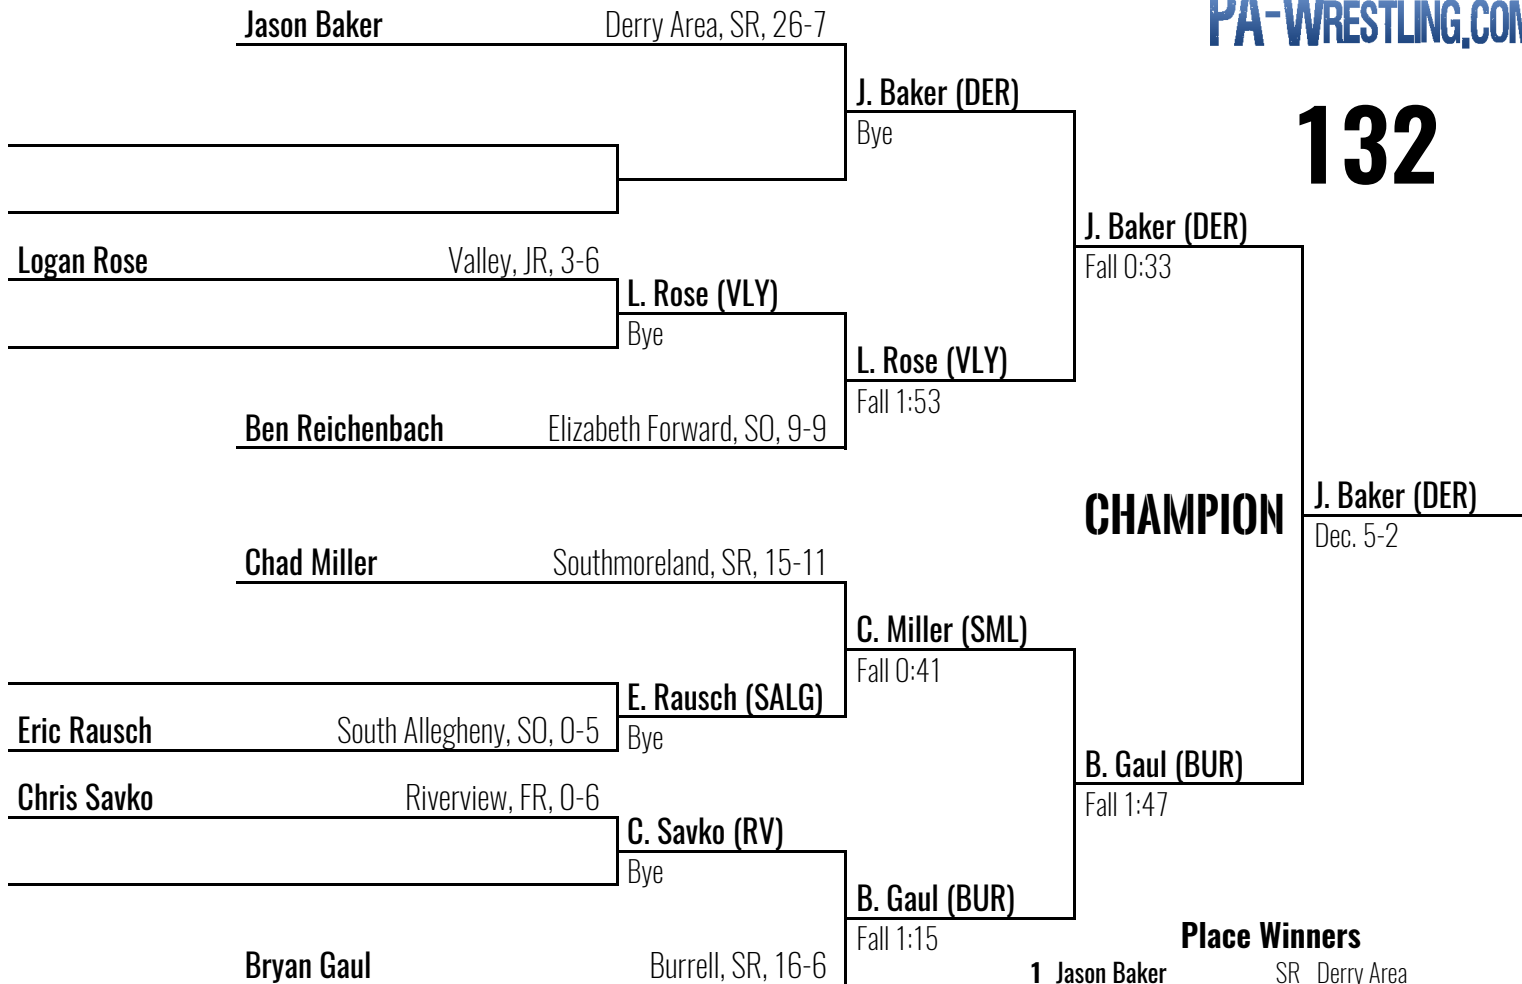 Jason Baker Derry Area, SR, 26-7
PA-WRESTLING.COM
J. Baker (DER)
Bye
132
J. Baker (DER)
Fall 0:33
Logan Rose Valley, JR, 3-6
L. Rose (VLY)
Bye
L. Rose (VLY)
Fall 1:53
Ben Reichenbach Elizabeth Forward, SO, 9-9
CHAMPION
J. Baker (DER)
Dec. 5-2
Chad Miller Southmoreland, SR, 15-11
C. Miller (SML)
Fall 0:41
E. Rausch (SALG)
Bye
Eric Rausch South Allegheny, SO, 0-5
B. Gaul (BUR)
Fall 1:47
Chris Savko Riverview, FR, 0-6
C. Savko (RV)
Bye
B. Gaul (BUR)
Fall 1:15
Bryan Gaul Burrell, SR, 16-6
Place Winners
1 Jason Baker SR Derry Area